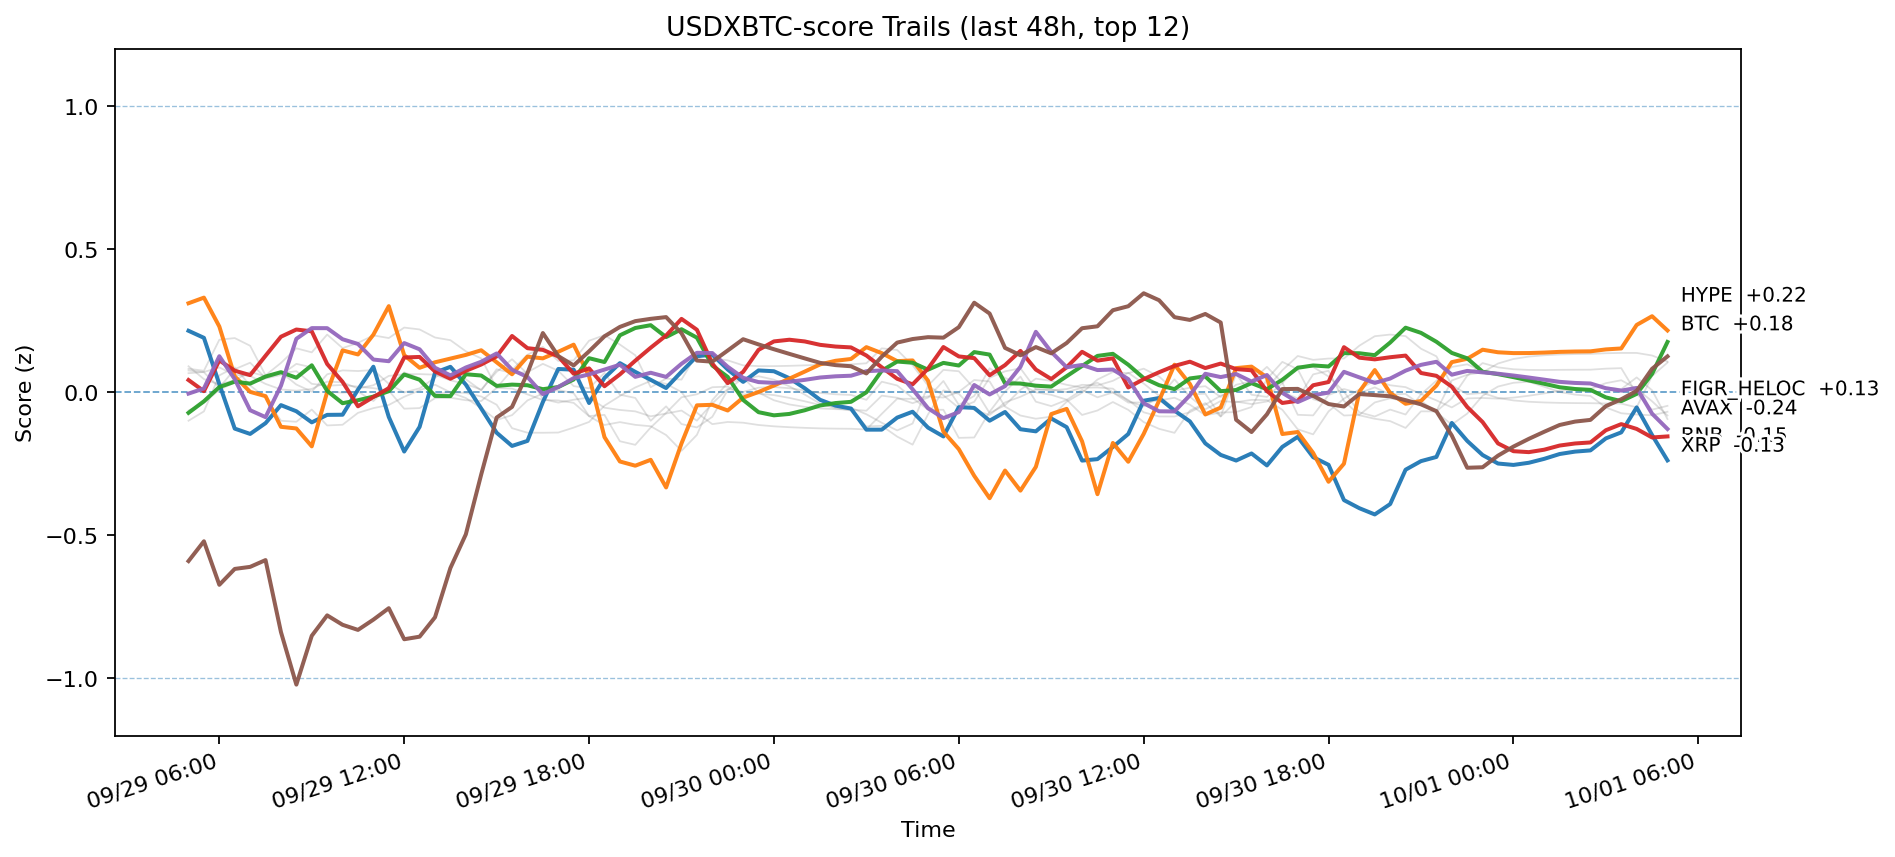 USDXBTC-score Trails (last 48h, top 12)
Score (z)
1.0
0.5
0.0
−0.5
−1.0
HYPE +0.22
BTC +0.18
FIGR_HELOC +0.13
AVAX -0.24
BNB -0.15
XRP -0.13
09/29 06:00
09/29 12:00
09/29 18:00
09/30 00:00
09/30 06:00
09/30 12:00
09/30 18:00
10/01 00:00
10/01 06:00
Time